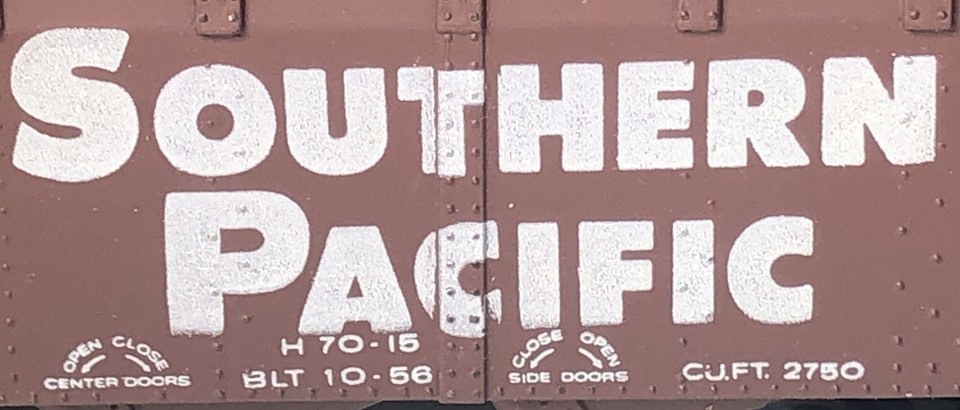 SOUTHERN
PACIFIC
H 70-15
BLT 10-56
OPEN CLOSE
CENTER DOORS
CLOSE OPEN
SIDE DOORS
CU.FT. 2750